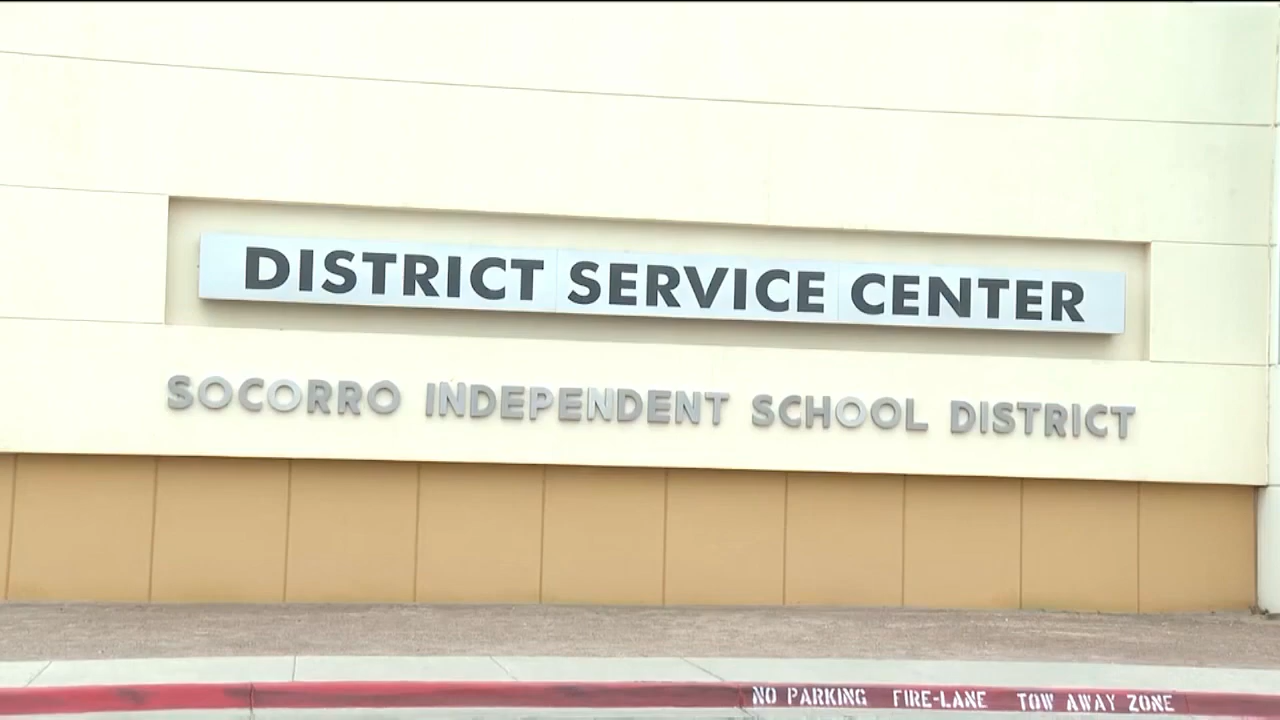 DISTRICT SERVICE CENTER
SOCORRO INDEPENDENT SCHOOL DISTRICT
NO PARKING FIRE-LANE TOW AWAY ZONE